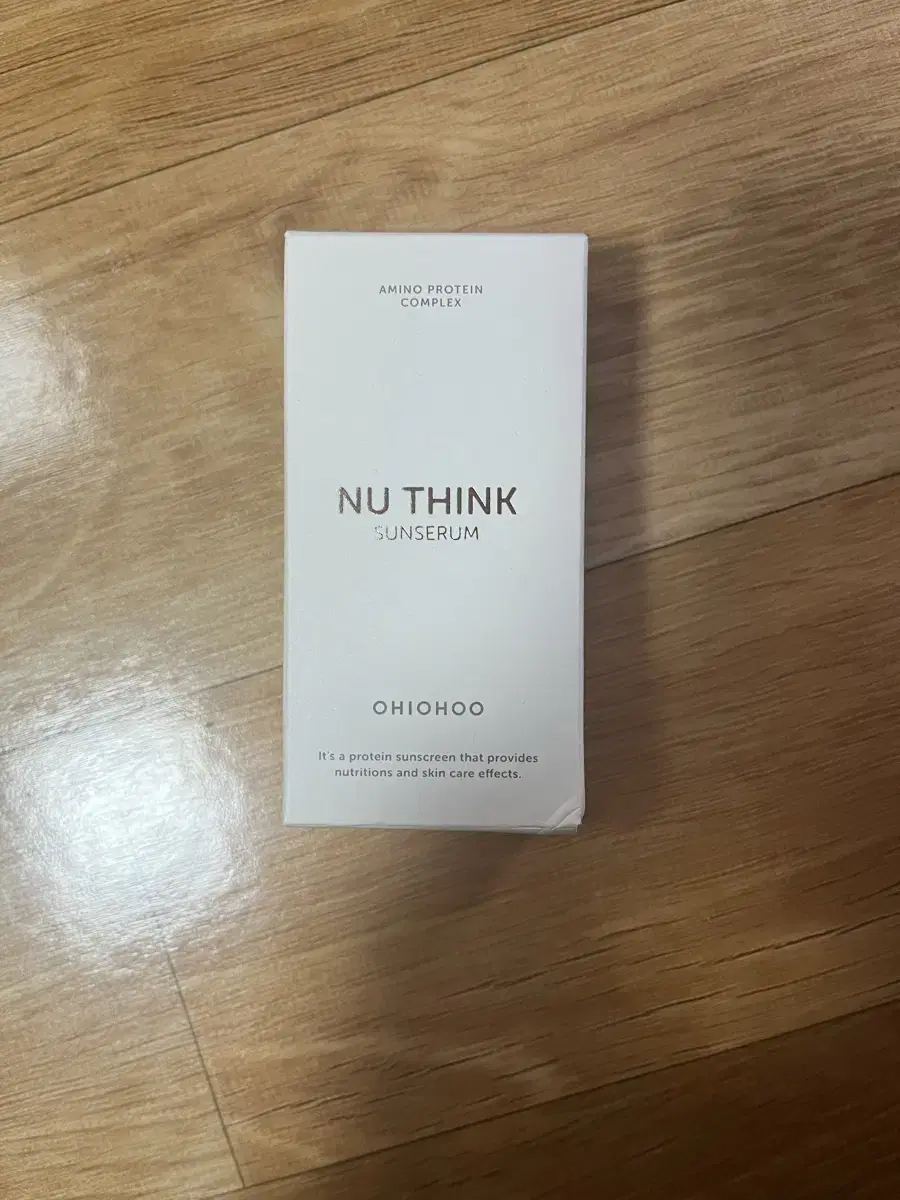 AMINO PROTEIN
COMPLEX
NU THINK
SUNSERUM
OHIOHOO
It's a protein sunscreen that provides
nutritions and skin care effects.